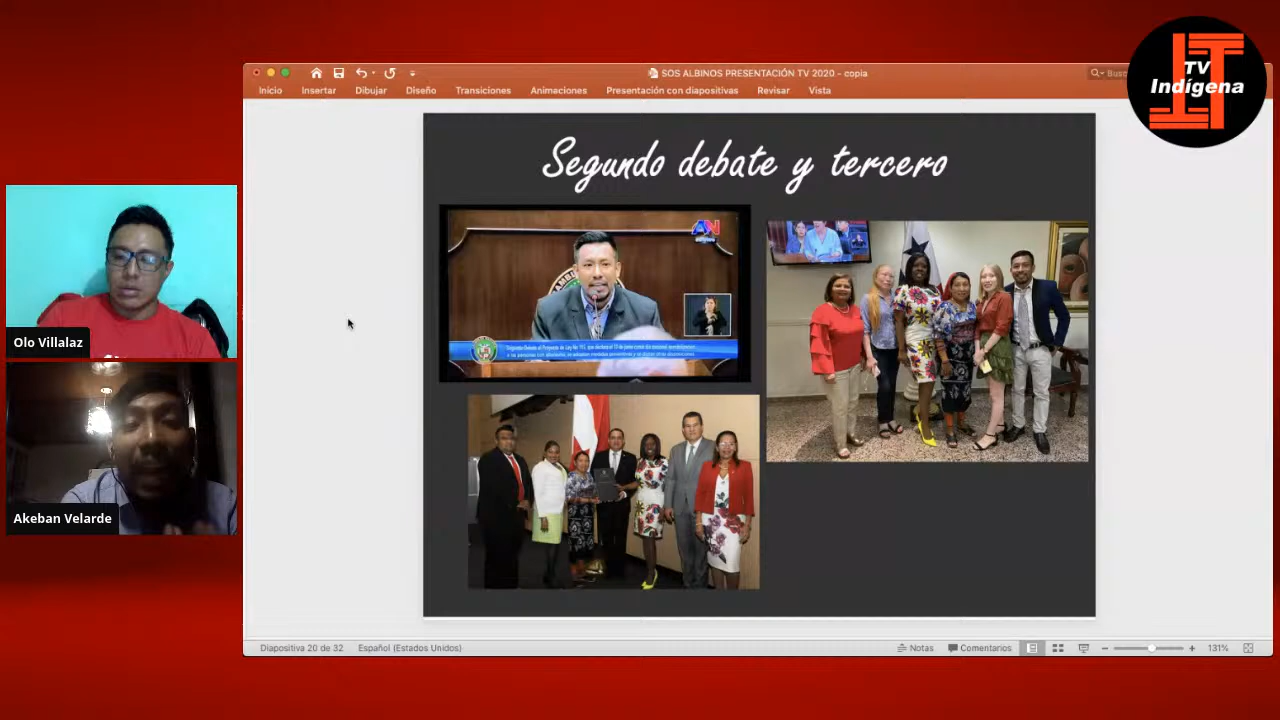 SOS ALBINOS PRESENTACIÓN TV 2020 - copia
Inicio
Insertar
Dibujar
Diseño
Transiciones
Animaciones
Presentación con diapositivas
Revisar
Vista
TV
Indígena
Segundo debate y tercero
AN
Olo Villalaz
Akeban Velarde
Diapositiva 20 de 32
Español (Estados Unidos)
Notas
Comentarios
131%